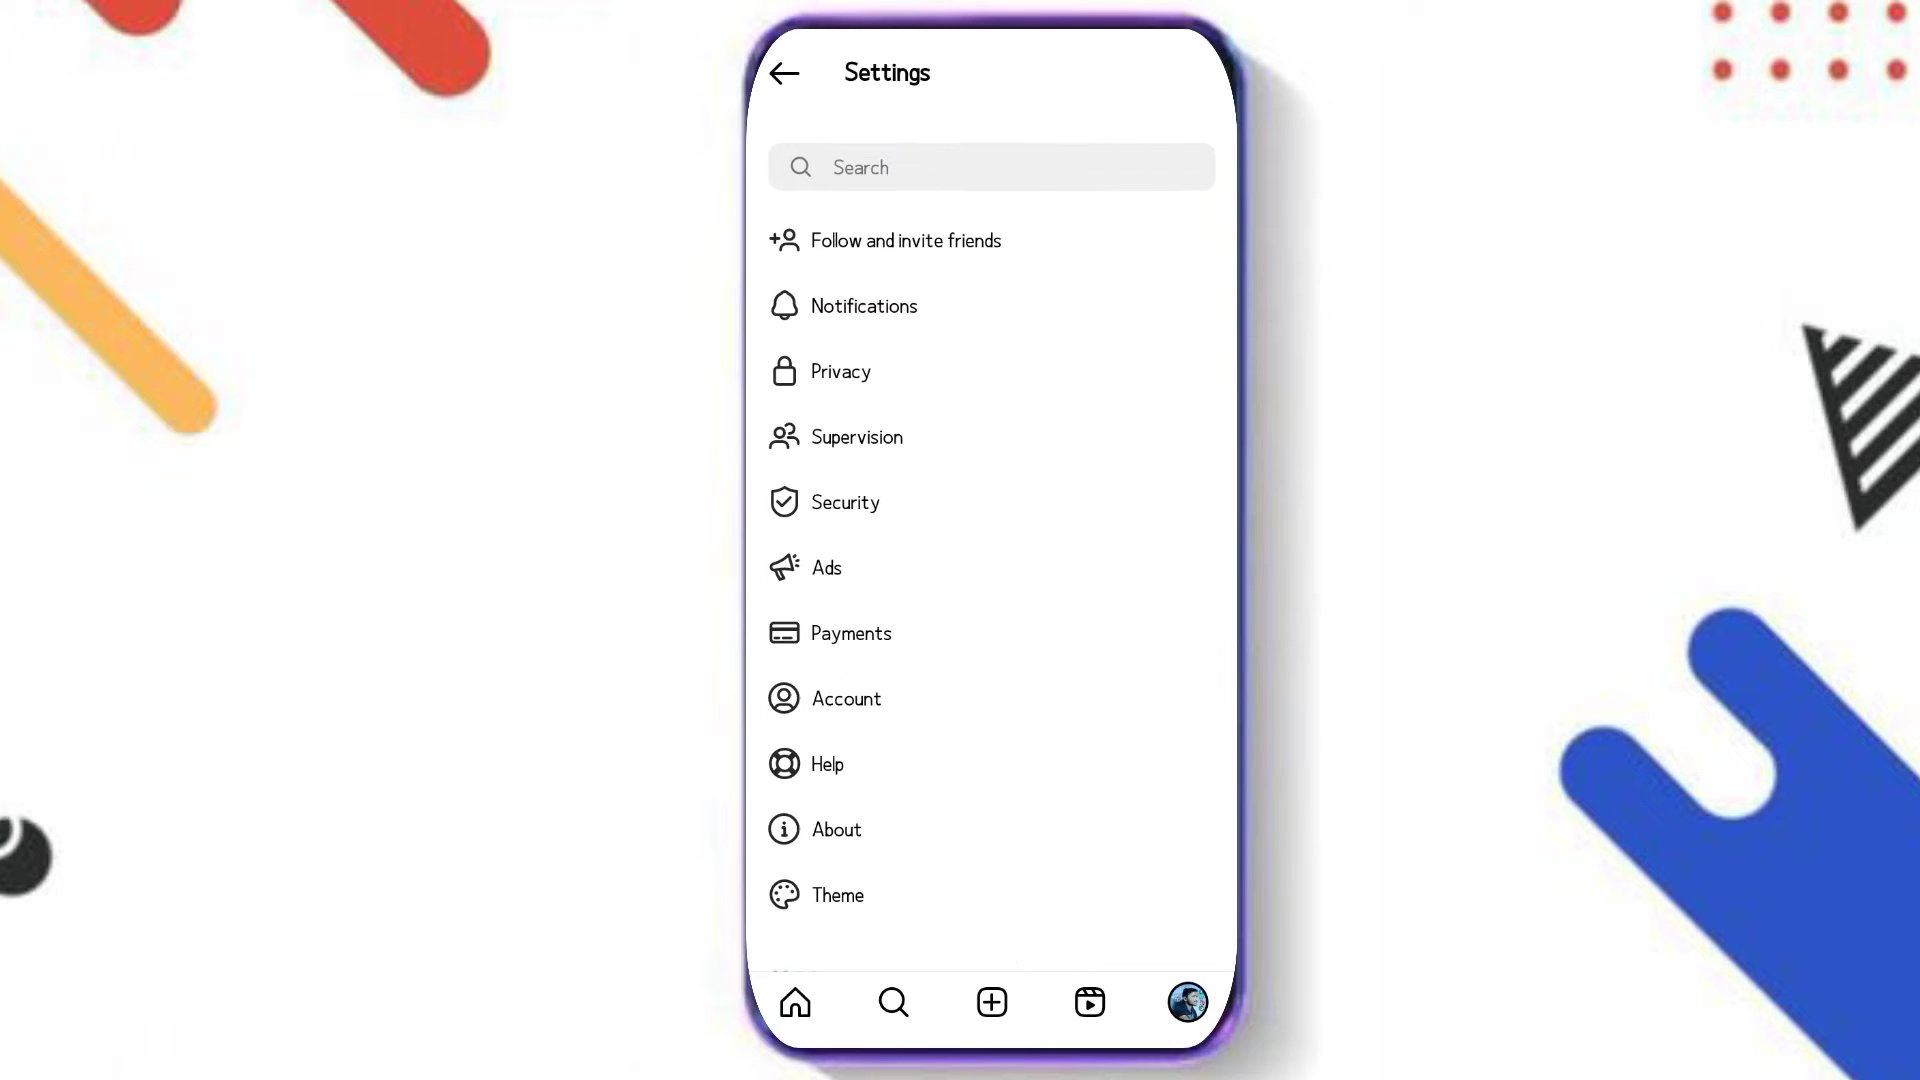 Settings
Search
Follow and invite friends
Notifications
Privacy
Supervision
Security
Ads
Payments
Account
Help
About
Theme